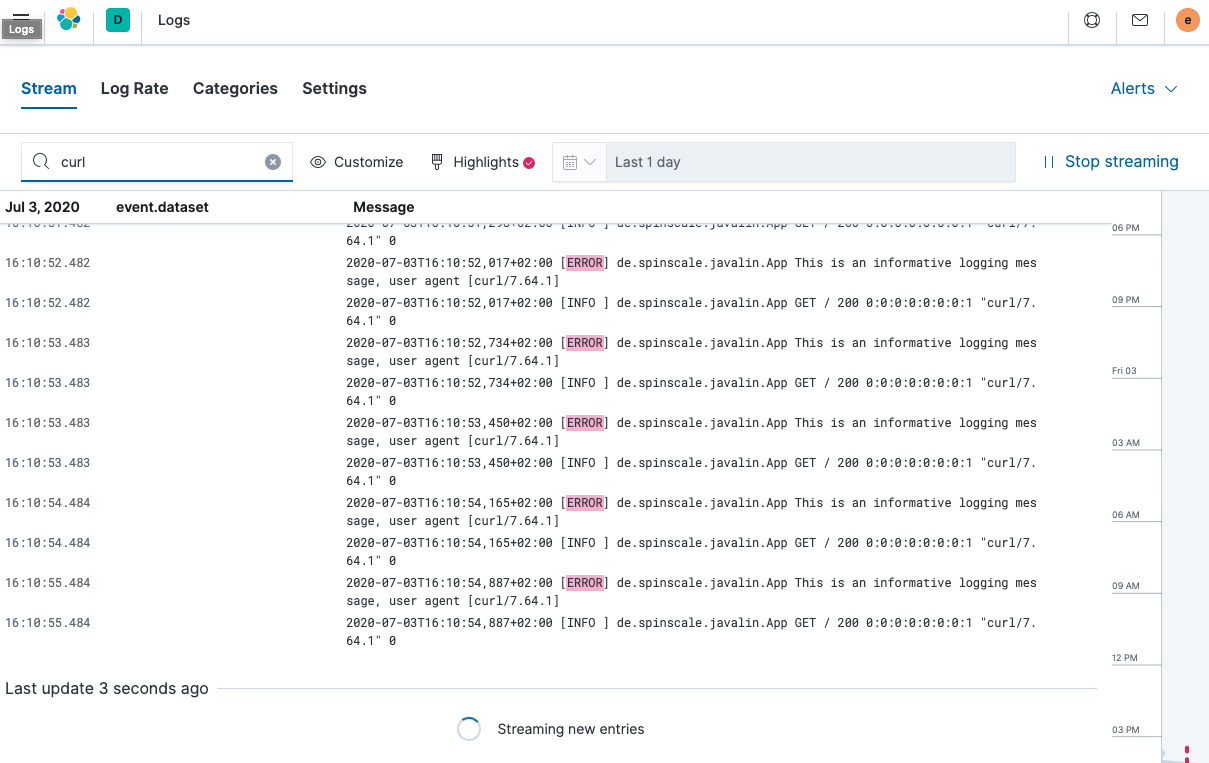 Logs
D
Logs
e
Stream Log Rate Categories Settings
Alerts
curl
Customize
Highlights
Last 1 day
Stop streaming
Jul 3, 2020 event.dataset Message
64.1" 0
16:10:52.482 2020-07-03T16:10:52,017+02:00 [ERROR] de.spinscale.javalin.App This is an informative logging mes
sage, user agent [curl/7.64.1]
16:10:52.482 2020-07-03T16:10:52,017+02:00 [INFO ] de.spinscale.javalin.App GET / 200 0:0:0:0:0:0:0:1 "curl/7.
64.1" 0
16:10:53.483 2020-07-03T16:10:52,734+02:00 [ERROR] de.spinscale.javalin.App This is an informative logging mes
sage, user agent [curl/7.64.1]
16:10:53.483 2020-07-03T16:10:52,734+02:00 [INFO ] de.spinscale.javalin.App GET / 200 0:0:0:0:0:0:0:1 "curl/7.
64.1" 0
16:10:53.483 2020-07-03T16:10:53,450+02:00 [ERROR] de.spinscale.javalin.App This is an informative logging mes
sage, user agent [curl/7.64.1]
16:10:53.483 2020-07-03T16:10:53,450+02:00 [INFO ] de.spinscale.javalin.App GET / 200 0:0:0:0:0:0:0:1 "curl/7.
64.1" 0
16:10:54.484 2020-07-03T16:10:54,165+02:00 [ERROR] de.spinscale.javalin.App This is an informative logging mes
sage, user agent [curl/7.64.1]
16:10:54.484 2020-07-03T16:10:54,165+02:00 [INFO ] de.spinscale.javalin.App GET / 200 0:0:0:0:0:0:0:1 "curl/7.
64.1" 0
16:10:55.484 2020-07-03T16:10:54,887+02:00 [ERROR] de.spinscale.javalin.App This is an informative logging mes
sage, user agent [curl/7.64.1]
16:10:55.484 2020-07-03T16:10:54,887+02:00 [INFO ] de.spinscale.javalin.App GET / 200 0:0:0:0:0:0:0:1 "curl/7.
64.1" 0
Last update 3 seconds ago
Streaming new entries
06 PM
09 PM
Fri 03
03 AM
06 AM
09 AM
12 PM
03 PM